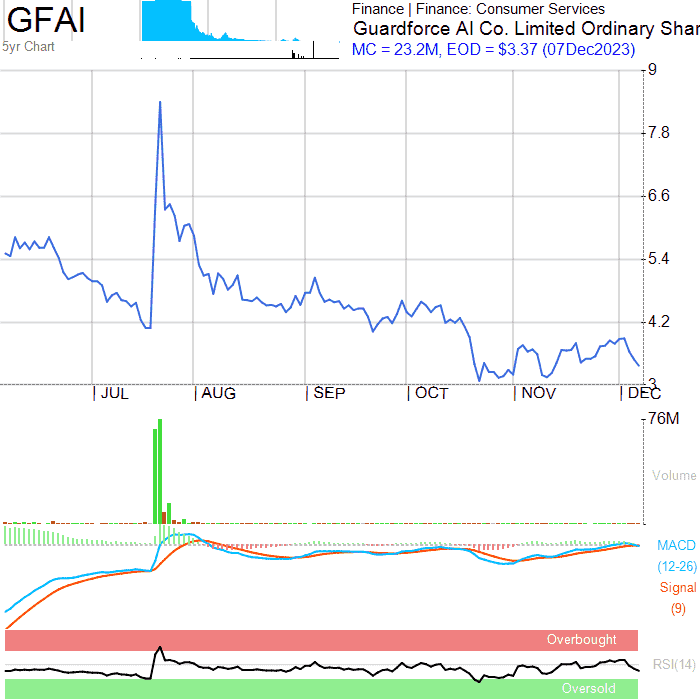 GFAI
5yr Chart
Finance | Finance: Consumer Services
Guardforce AI Co. Limited Ordinary Shar
MC = 23.2M, EOD = $3.37 (07Dec2023)
9
7.8
6.6
5.4
4.2
3
JUL AUG SEP OCT NOV DEC
76M
Volume
MACD
(12-26)
Signal
(9)
Overbought
RSI(14)
Oversold